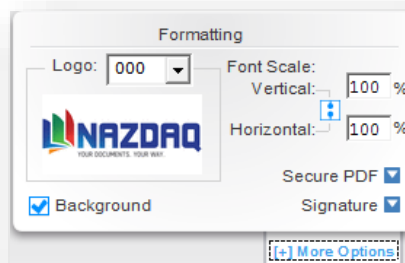 Formatting
Logo: 000
Font Scale:
Vertical: 100 %
Horizontal: 100 %
NAZDAQ
YOUR DOCUMENTS. YOUR WAY.
Secure PDF
Background
Signature
[+] More Options